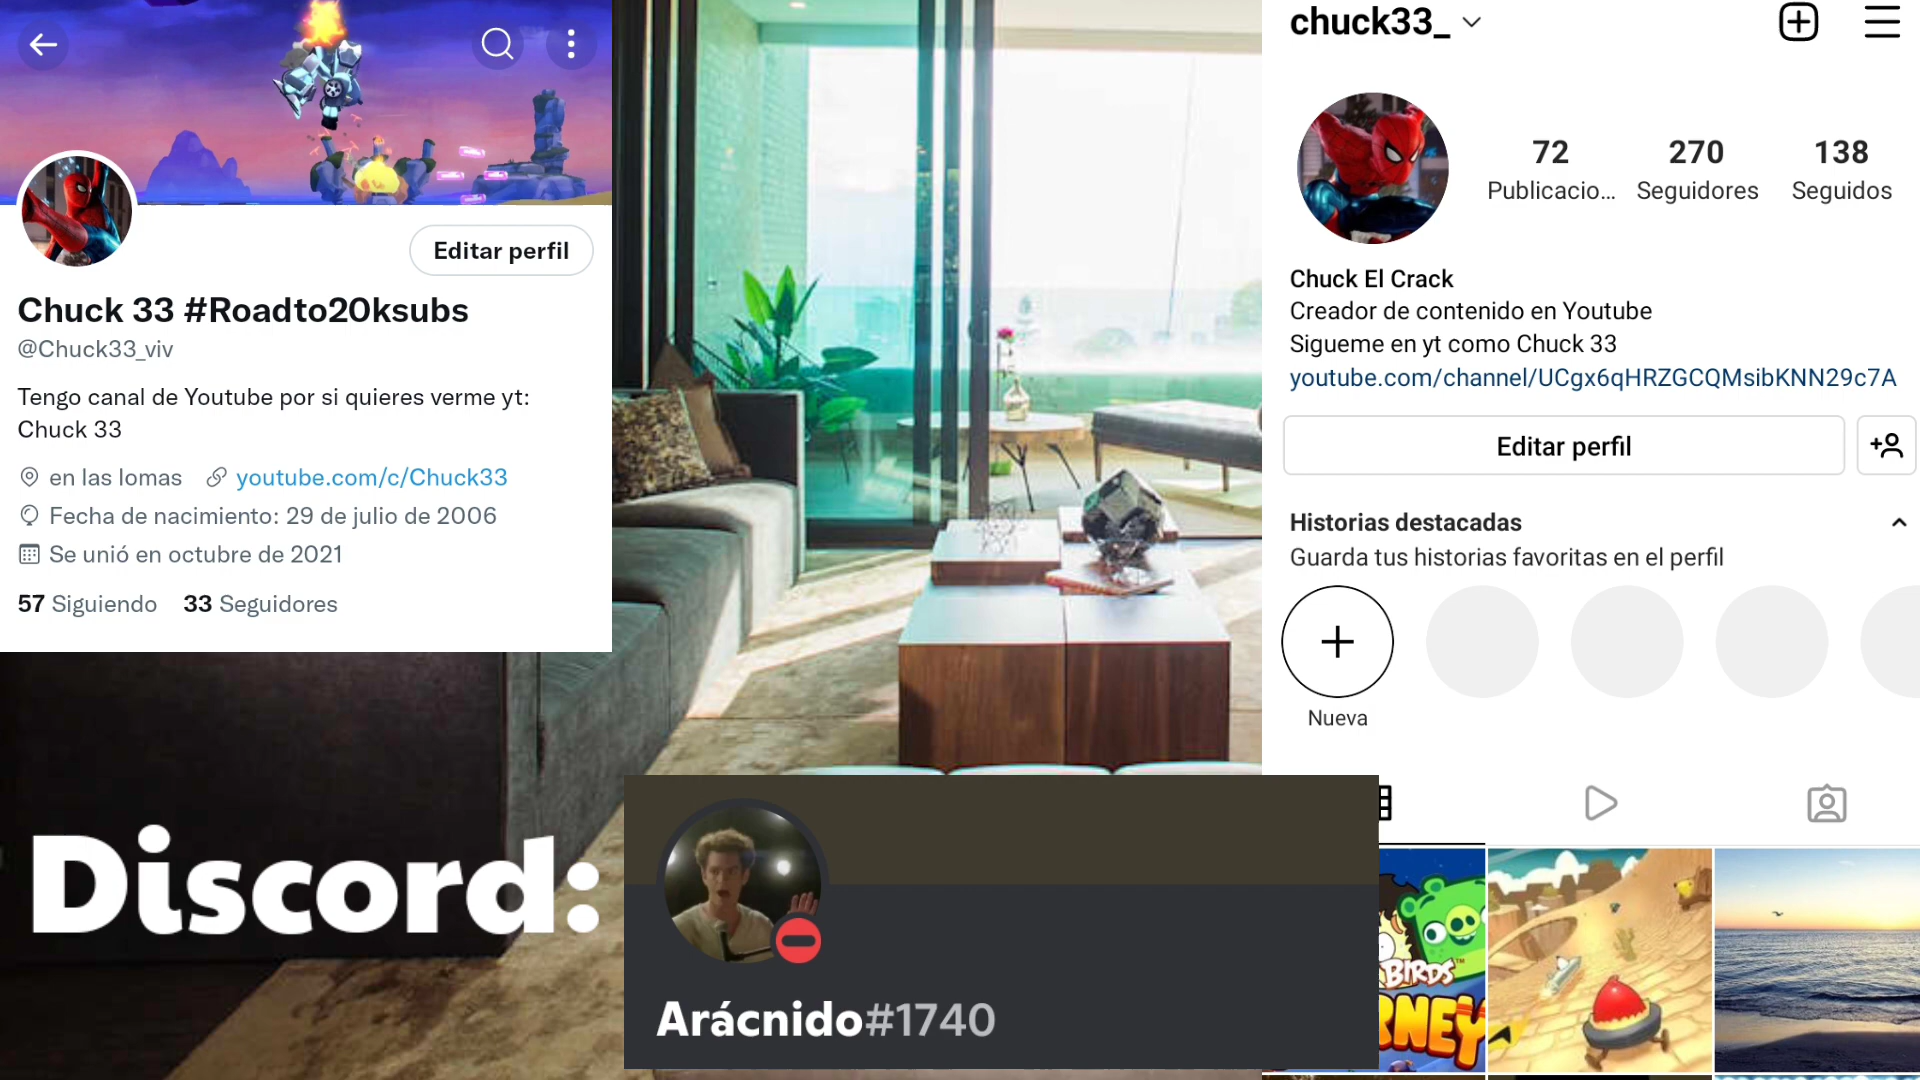 Chuck 33 #Roadto20ksubs
@Chuck33_viv
Editar perfil
Tengo canal de Youtube por si quieres verme yt:
Chuck 33
en las lomas youtube.com/c/Chuck33
Fecha de nacimiento: 29 de julio de 2006
Se unió en octubre de 2021
57 Siguiendo 33 Seguidores
Discord:
Arácnido#1740
chuck33_
72 270 138
Publicacio... Seguidores Seguidos
Chuck El Crack
Creador de contenido en Youtube
Sigueme en yt como Chuck 33
youtube.com/channel/UCgx6qHRZGCQMsibKNN29c7A
Editar perfil
Historias destacadas
Guarda tus historias favoritas en el perfil
Nueva
BIRDS
RNEY